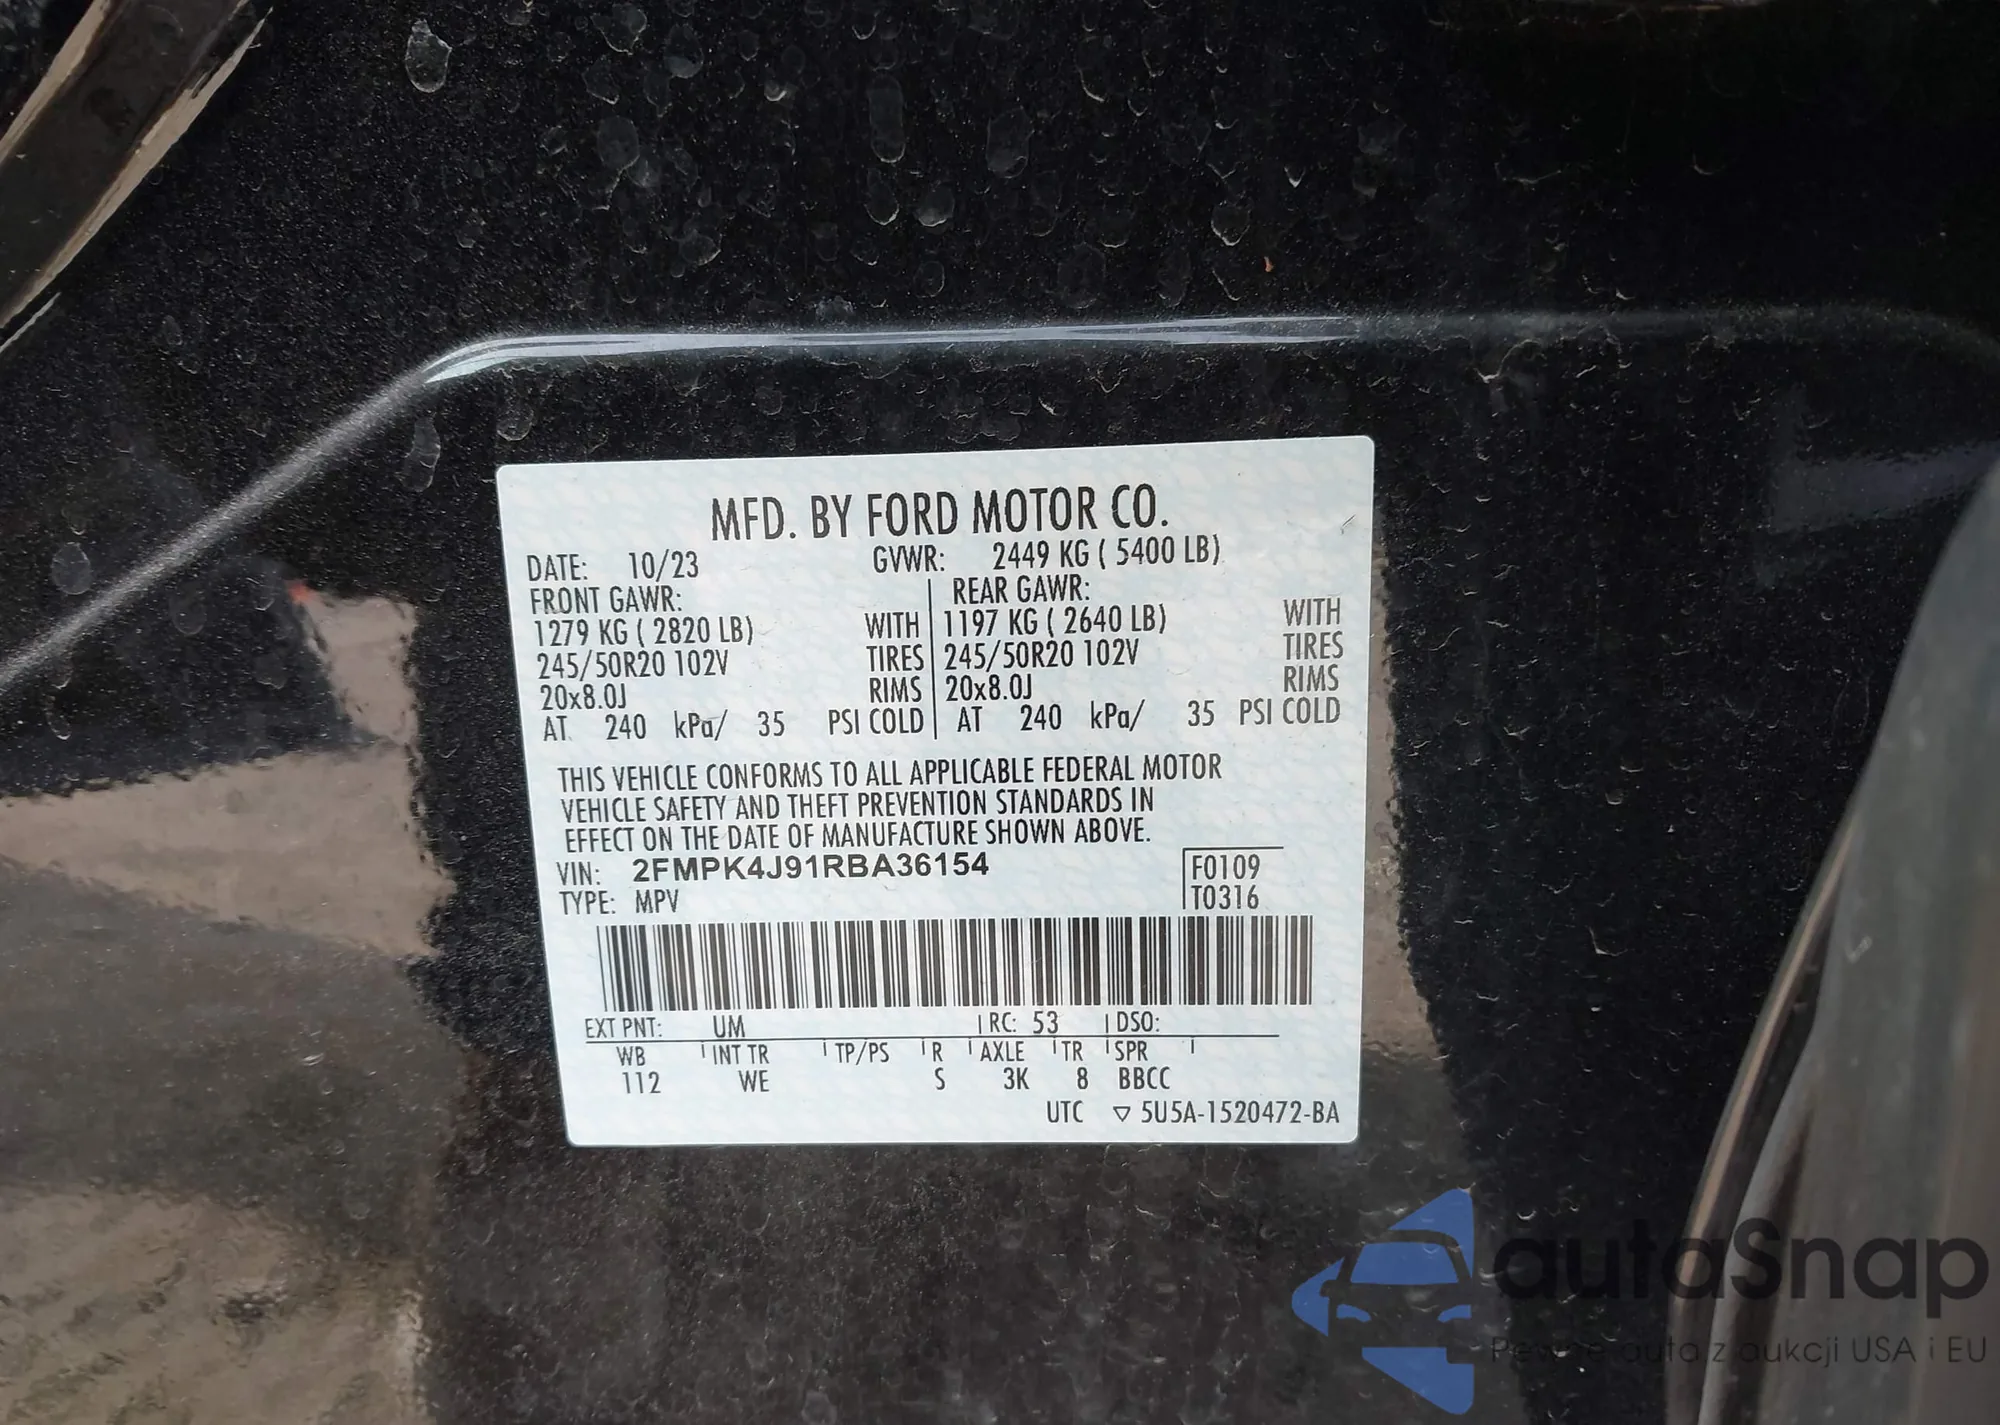 MFD. BY FORD MOTOR CO.
DATE: 10/23 GVWR: 2449 KG ( 5400 LB)
FRONT GAWR: REAR GAWR:
1279 KG ( 2820 LB) WITH 1197 KG ( 2640 LB) WITH
245/50R20 102V TIRES 245/50R20 102V TIRES
20x8.0J RIMS 20x8.0J RIMS
AT 240 kPa/ 35 PSI COLD AT 240 kPa/ 35 PSI COLD
THIS VEHICLE CONFORMS TO ALL APPLICABLE FEDERAL MOTOR
VEHICLE SAFETY AND THEFT PREVENTION STANDARDS IN
EFFECT ON THE DATE OF MANUFACTURE SHOWN ABOVE.
VIN: 2FMPK4J91RBA36154 F0109
TYPE: MPV T0316
EXT PNT: UM RC: 53 DSO:
WB INT TR TP/PS R AXLE TR SPR
112 WE S 3K 8 BBCC
UTC ▽ 5U5A-1520472-BA
autaSnap
Pewne auta z aukcji USA i EU